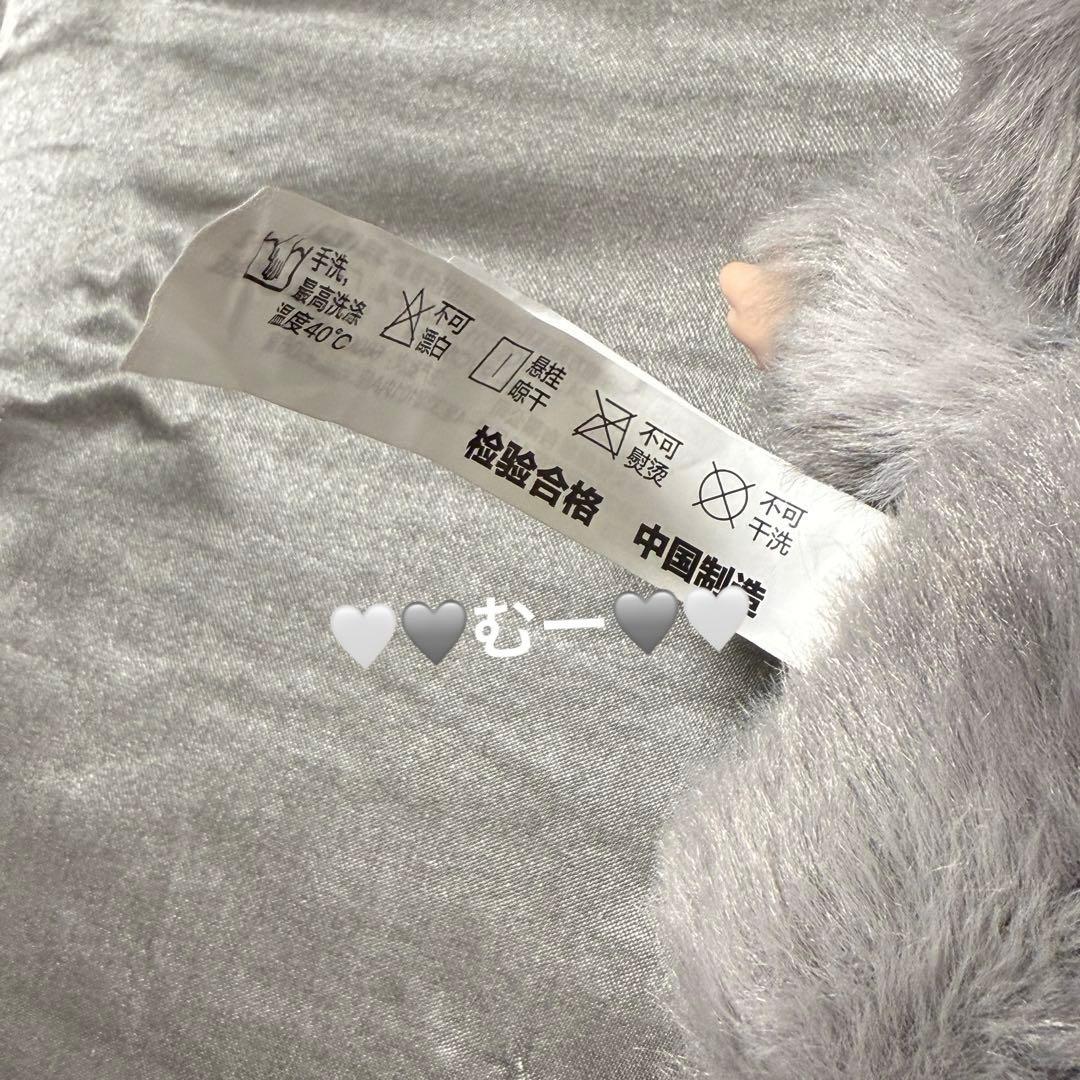 手洗,
最高洗涤
温度40℃
不可
漂白
悬挂
晾干
不可
熨烫
不可
干洗
检验合格 中国制造
🤍🩶むー🩶🤍